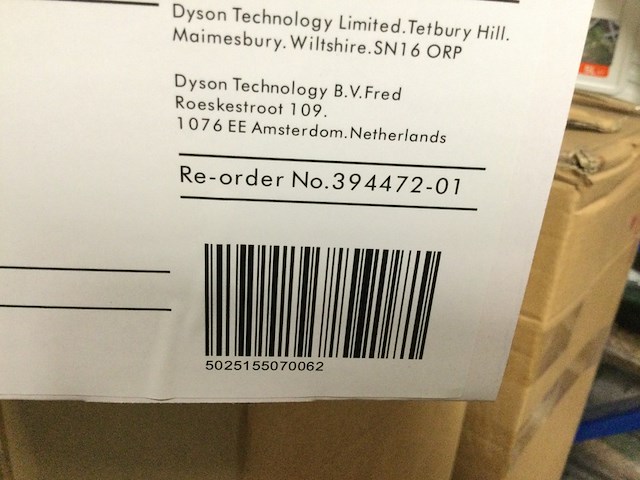 Dyson Technology Limited.Tetbury Hill.
Maimesbury.Wiltshire.SN16 ORP
Dyson Technology B.V.Fred
Roeskestroot 109.
1076 EE Amsterdom.Netherlands
Re-order No.394472-01
5025155070062